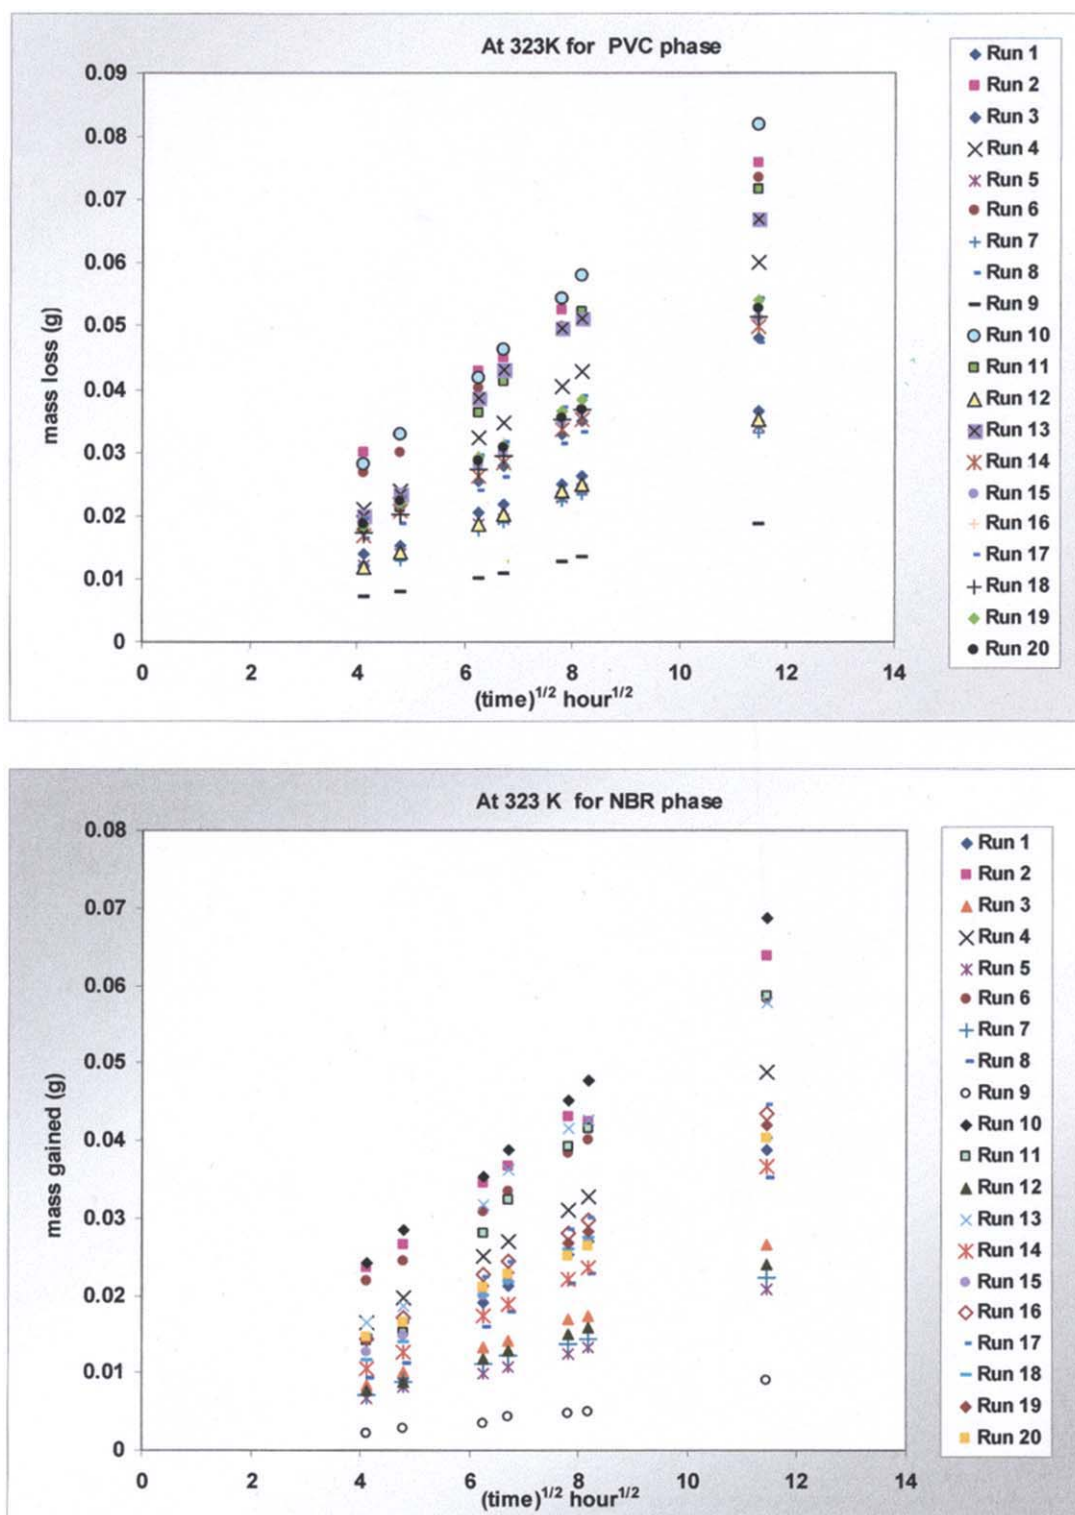 At 323K for PVC phase
0.09
0.08
0.07
0.06
0.05
0.04
0.03
0.02
0.01
0
mass loss (g)
0 2 4 6 8 10 12 14
(time)1/2 hour1/2
Run 1
Run 2
Run 3
Run 4
Run 5
Run 6
Run 7
Run 8
Run 9
Run 10
Run 11
Run 12
Run 13
Run 14
Run 15
Run 16
Run 17
Run 18
Run 19
Run 20
At 323 K for NBR phase
0.08
0.07
0.06
0.05
0.04
0.03
0.02
0.01
0
mass gained (g)
0 2 4 6 8 10 12 14
(time)1/2 hour1/2
Run 1
Run 2
Run 3
Run 4
Run 5
Run 6
Run 7
Run 8
Run 9
Run 10
Run 11
Run 12
Run 13
Run 14
Run 15
Run 16
Run 17
Run 18
Run 19
Run 20